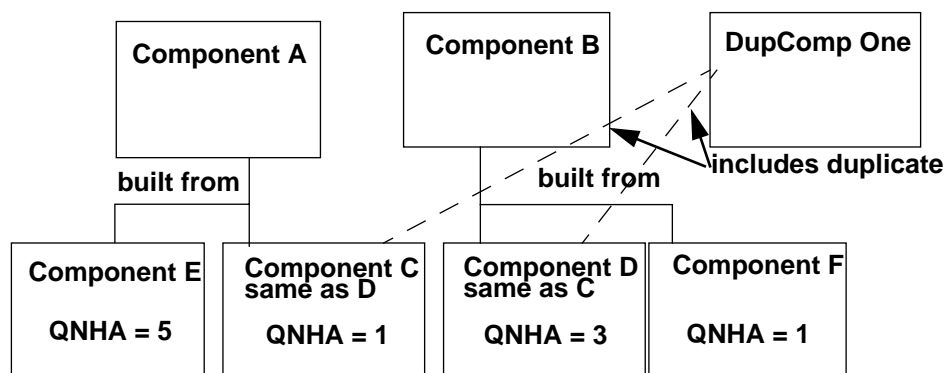 Component A
Component B
DupComp One
includes duplicate
built from
built from
Component E
QNHA = 5
Component C
same as D
QNHA = 1
Component D
same as C
QNHA = 3
Component F
QNHA = 1